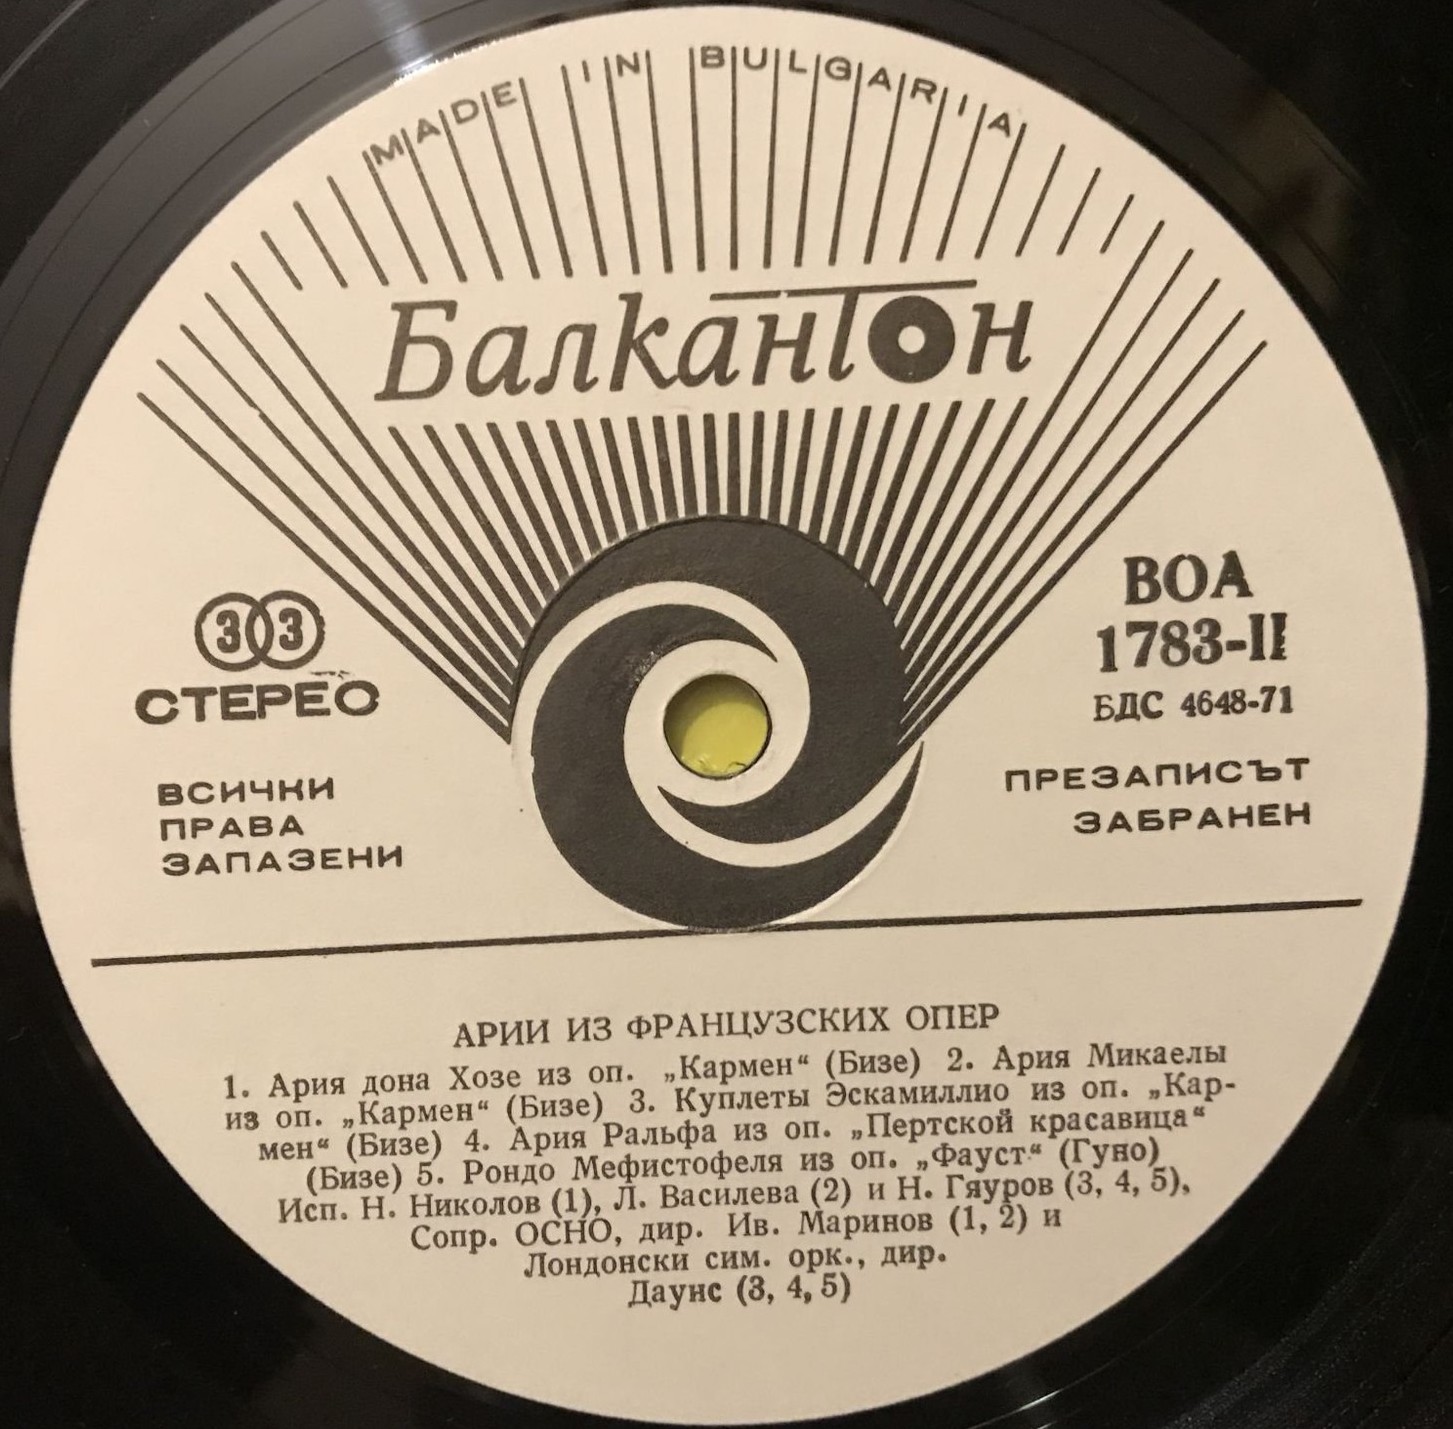 MADE IN BULGARIA
Балкантон
33
СТЕРЕО
ВСИЧКИ
ПРАВА
ЗАПАЗЕНИ
ВОА
1783-II
БДС 4648-71
ПРЕЗАПИСЪТ
ЗАБРАНЕН
АРИИ ИЗ ФРАНЦУЗСКИХ ОПЕР
1. Ария дона Хозе из оп. „Кармен“ (Бизе) 2. Ария Микаелы
из оп. „Кармен“ (Бизе) 3. Куплеты Эскамиллио из оп. „Кар-
мен“ (Бизе) 4. Ария Ральфа из оп. „Пертской красавица“
(Бизе) 5. Рондо Мефистофеля из оп. „Фауст“ (Гуно)
Исп. Н. Николов (1), Л. Василева (2) и Н. Гяуров (3, 4, 5),
Сопр. ОСНО, дир. Ив. Маринов (1, 2) и
Лондонски сим. орк., дир.
Даунс (3, 4, 5)